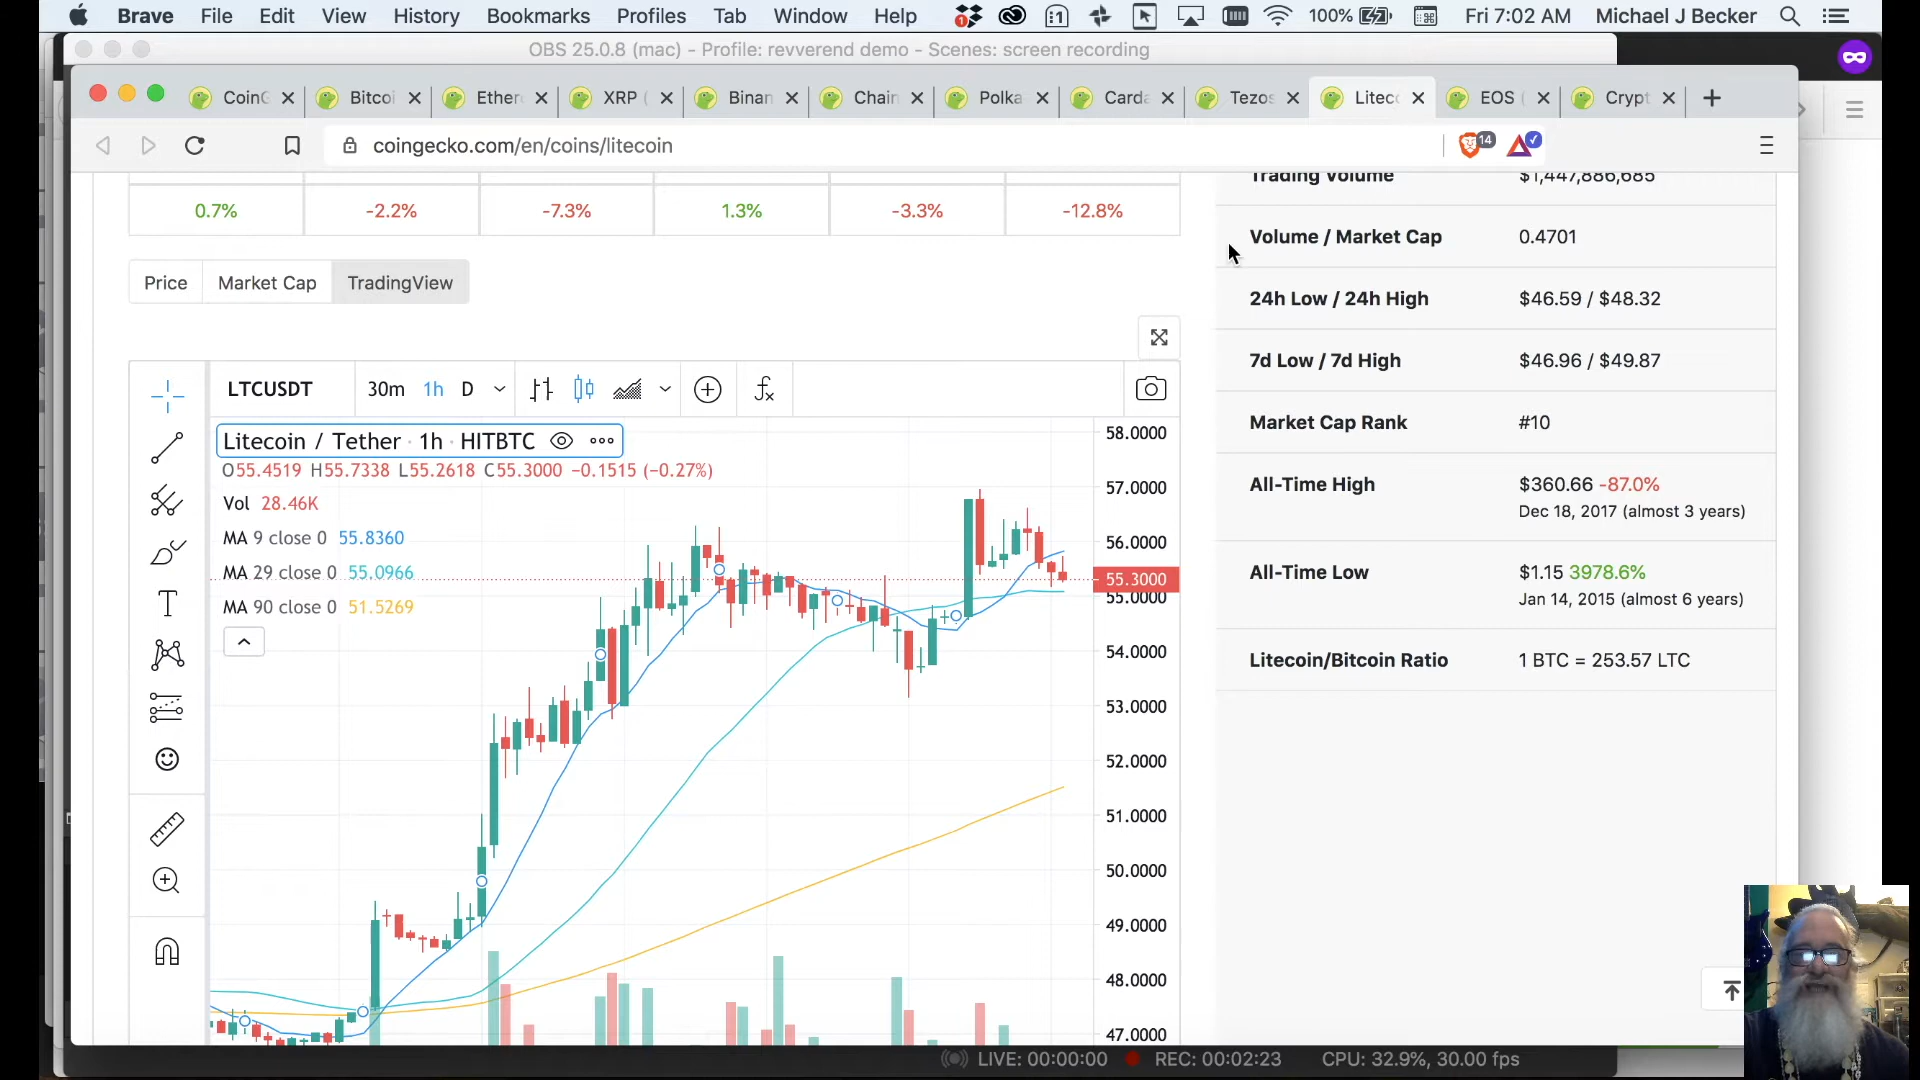 Brave File Edit View History Bookmarks Profiles Tab Window Help 1 100% Fri 7:02 AM Michael J Becker
OBS 25.0.8 (mac) - Profile: revverend demo - Scenes: screen recording
CoinG Bitcoi Ether XRP ( Binan Chain Polka Carda Tezos Litec EOS ( Crypt
coingecko.com/en/coins/litecoin 14
Trading Volume $1,447,886,685
0.7% -2.2% -7.3% 1.3% -3.3% -12.8%
Volume / Market Cap 0.4701
Price Market Cap TradingView
24h Low / 24h High $46.59 / $48.32
7d Low / 7d High $46.96 / $49.87
LTCUSDT 30m 1h D
Market Cap Rank #10
Litecoin / Tether · 1h · HITBTC
O55.4519 H55.7338 L55.2618 C55.3000 −0.1515 (−0.27%)
Vol 28.46K
MA 9 close 0 55.8360
MA 29 close 0 55.0966
MA 90 close 0 51.5269
58.0000
57.0000
56.0000
55.3000
55.0000
54.0000
53.0000
52.0000
51.0000
50.0000
49.0000
48.0000
47.0000
All-Time High $360.66 -87.0%
Dec 18, 2017 (almost 3 years)
All-Time Low $1.15 3978.6%
Jan 14, 2015 (almost 6 years)
Litecoin/Bitcoin Ratio 1 BTC = 253.57 LTC
LIVE: 00:00:00 REC: 00:02:23 CPU: 32.9%, 30.00 fps